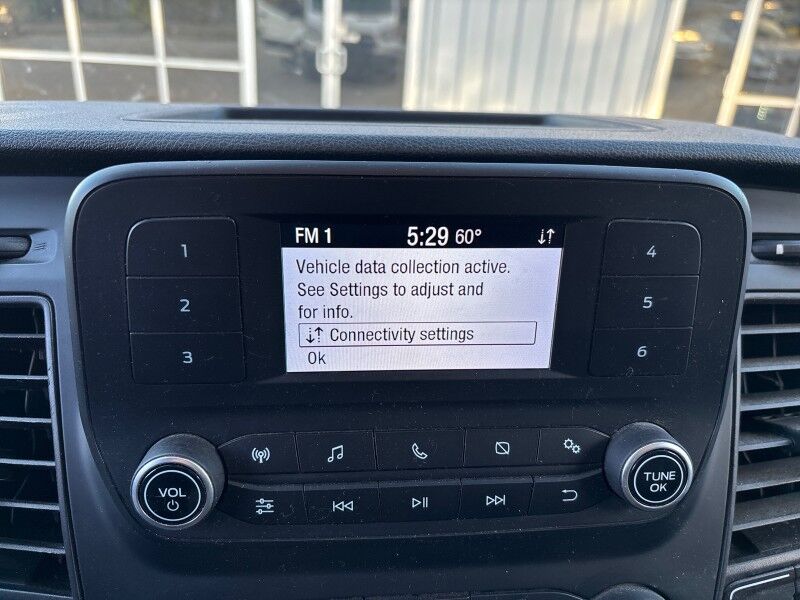 FM 1 5:29 60°
Vehicle data collection active.
See Settings to adjust and
for info.
Connectivity settings
Ok
1
2
3
4
5
6
VOL
TUNE
OK